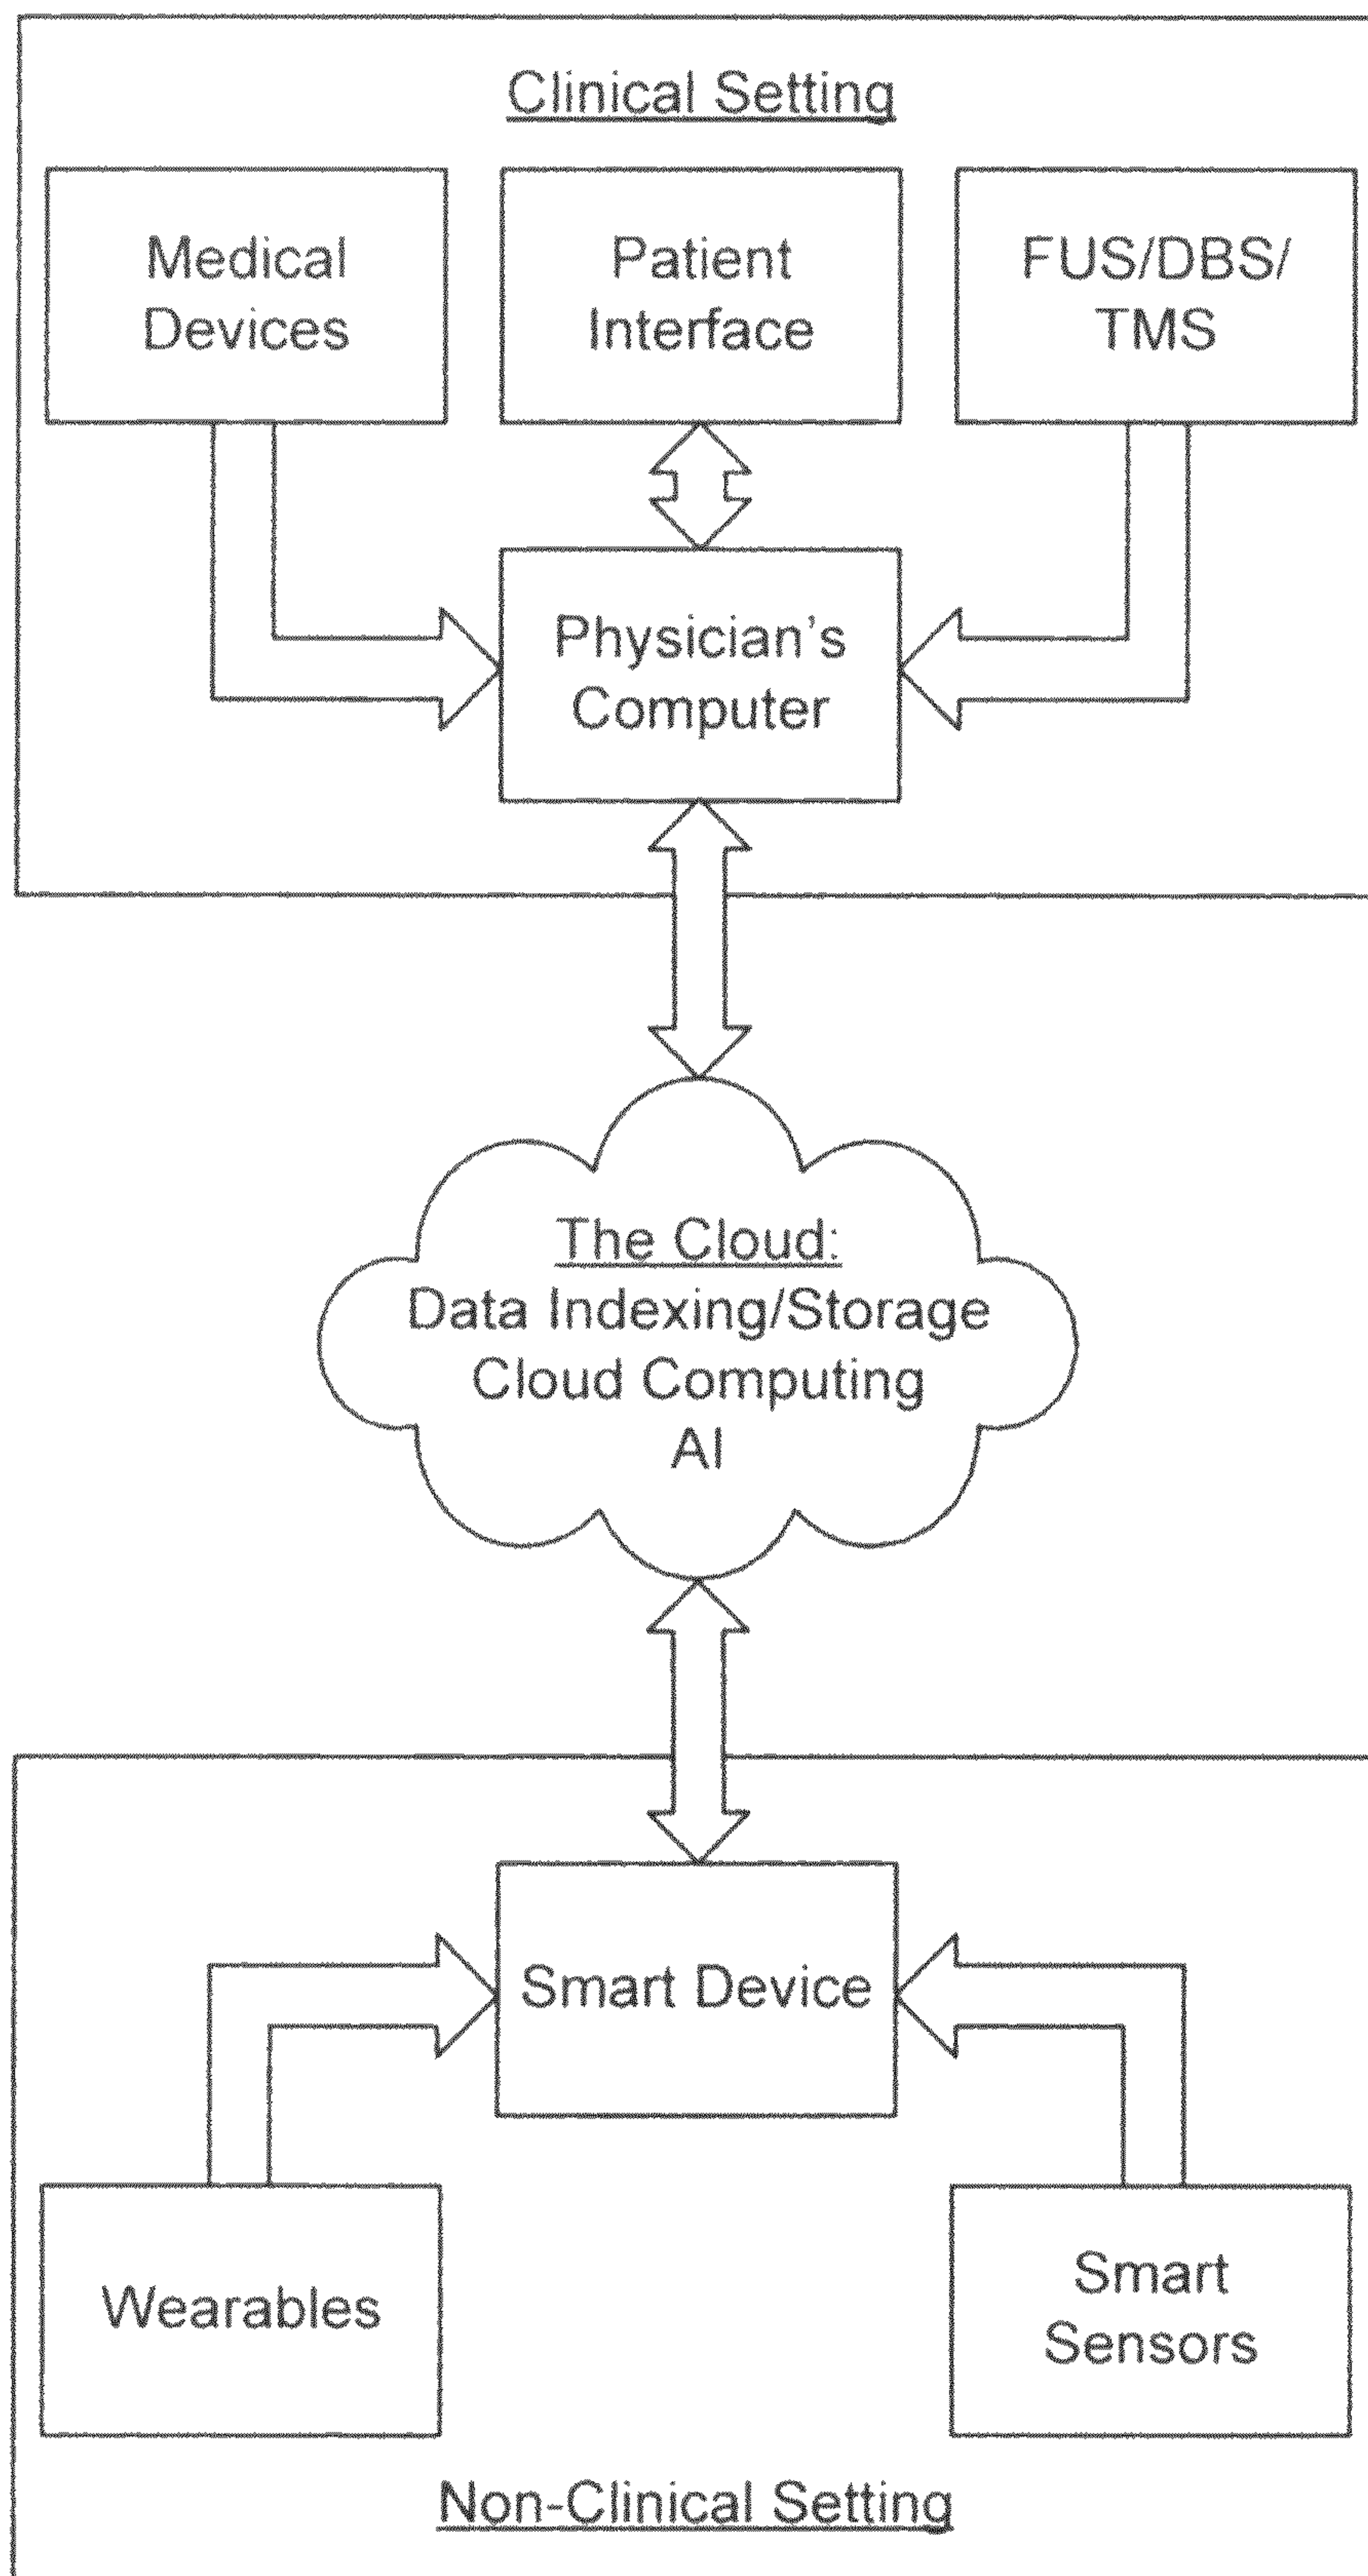 Clinical Setting
Medical
Devices
Patient
Interface
FUS/DBS/
TMS
Physician's
Computer
The Cloud:
Data Indexing/Storage
Cloud Computing
AI
Smart Device
Wearables
Smart
Sensors
Non-Clinical Setting